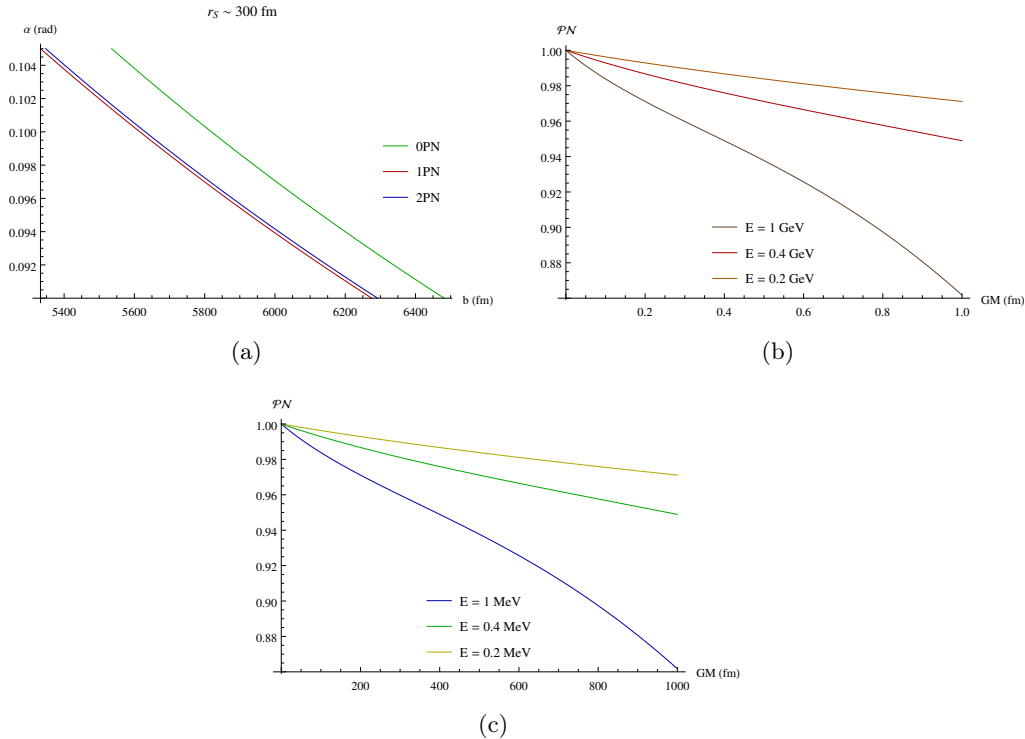 r_S ~ 300 fm
α (rad)
0.104
0.102
0.100
0.098
0.096
0.094
0.092
0PN
1PN
2PN
5400 5600 5800 6000 6200 6400
b (fm)
(a)
𝒫𝒩
1.00
0.98
0.96
0.94
0.92
0.90
0.88
E = 1 GeV
E = 0.4 GeV
E = 0.2 GeV
0.2 0.4 0.6 0.8 1.0
GM (fm)
(b)
𝒫𝒩
1.00
0.98
0.96
0.94
0.92
0.90
0.88
E = 1 MeV
E = 0.4 MeV
E = 0.2 MeV
200 400 600 800 1000
GM (fm)
(c)